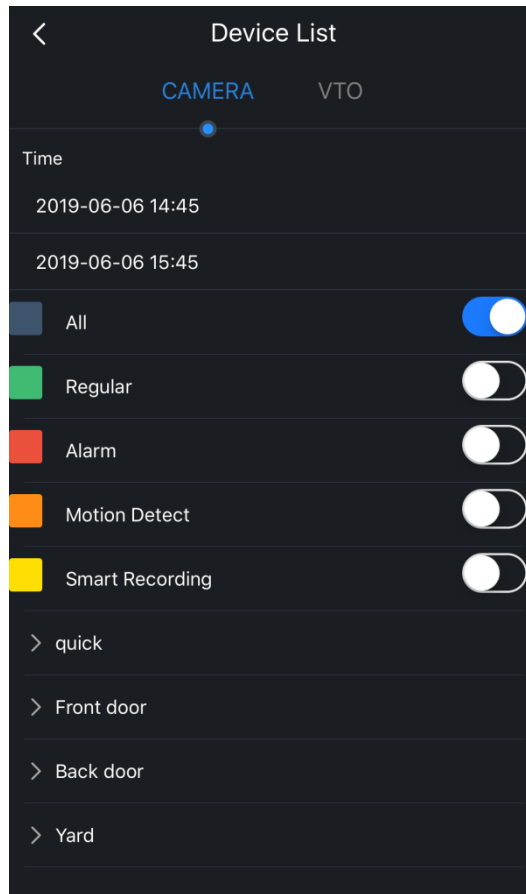 Device List
CAMERA VTO
Time
2019-06-06 14:45
2019-06-06 15:45
All
Regular
Alarm
Motion Detect
Smart Recording
quick
Front door
Back door
Yard